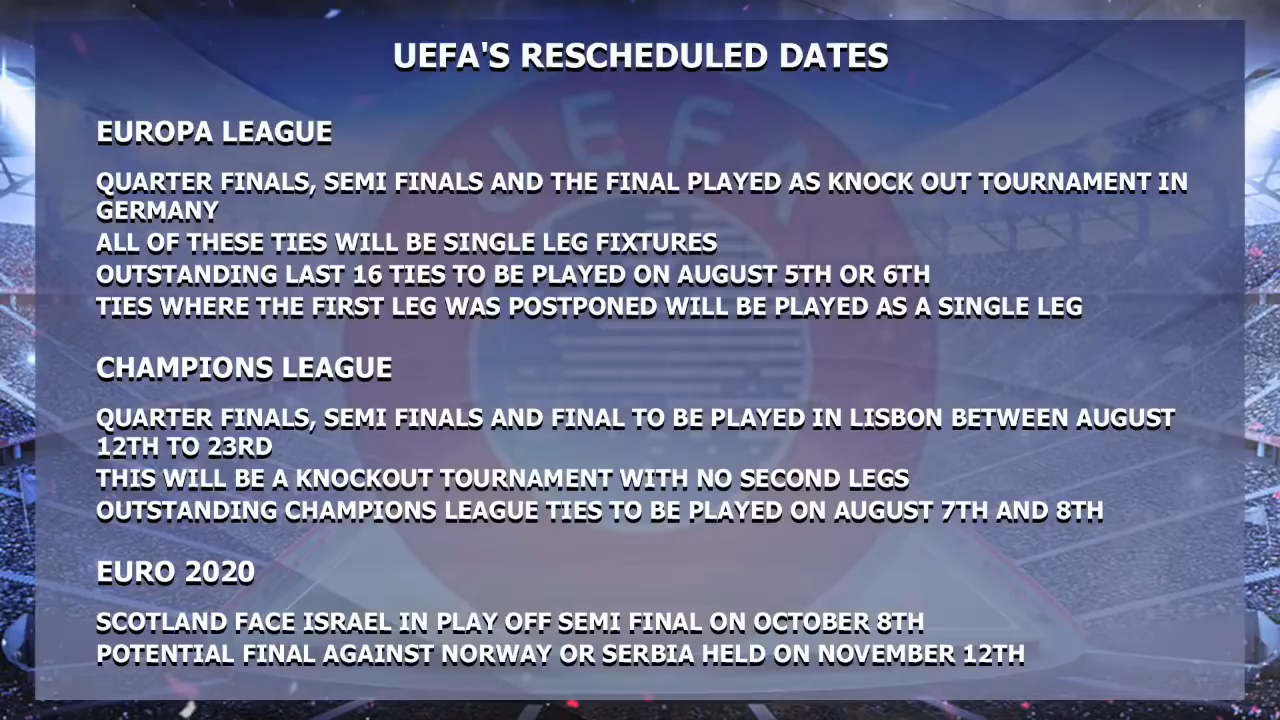 UEFA'S RESCHEDULED DATES
EUROPA LEAGUE
QUARTER FINALS, SEMI FINALS AND THE FINAL PLAYED AS KNOCK OUT TOURNAMENT IN
GERMANY
ALL OF THESE TIES WILL BE SINGLE LEG FIXTURES
OUTSTANDING LAST 16 TIES TO BE PLAYED ON AUGUST 5TH OR 6TH
TIES WHERE THE FIRST LEG WAS POSTPONED WILL BE PLAYED AS A SINGLE LEG
CHAMPIONS LEAGUE
QUARTER FINALS, SEMI FINALS AND FINAL TO BE PLAYED IN LISBON BETWEEN AUGUST
12TH TO 23RD
THIS WILL BE A KNOCKOUT TOURNAMENT WITH NO SECOND LEGS
OUTSTANDING CHAMPIONS LEAGUE TIES TO BE PLAYED ON AUGUST 7TH AND 8TH
EURO 2020
SCOTLAND FACE ISRAEL IN PLAY OFF SEMI FINAL ON OCTOBER 8TH
POTENTIAL FINAL AGAINST NORWAY OR SERBIA HELD ON NOVEMBER 12TH
UEFA